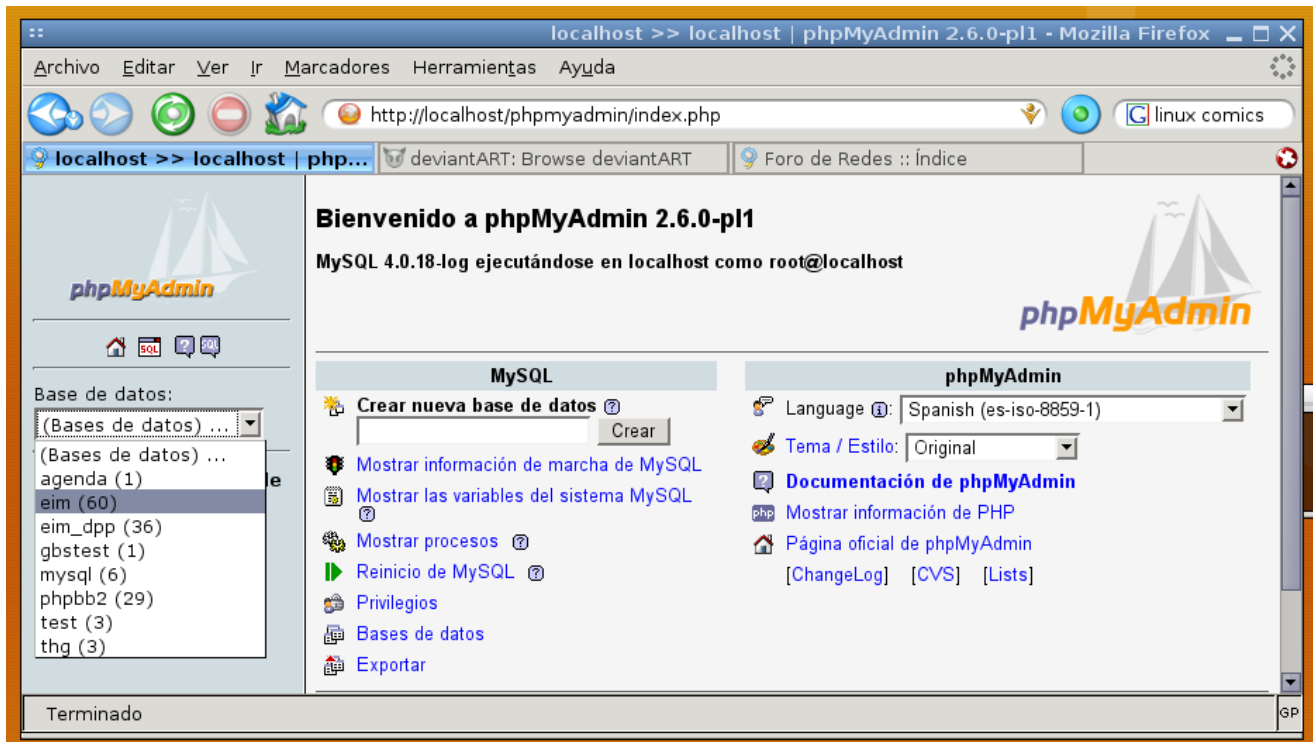 localhost >> localhost | phpMyAdmin 2.6.0-pl1 - Mozilla Firefox
Archivo Editar Ver Ir Marcadores Herramientas Ayuda
http://localhost/phpmyadmin/index.php
G linux comics
localhost >> localhost | php...
deviantART: Browse deviantART
Foro de Redes :: Índice
phpMyAdmin
SQL ? SQL
Base de datos:
(Bases de datos) ...
(Bases de datos) ...
agenda (1)
eim (60)
eim_dpp (36)
gbstest (1)
mysql (6)
phpbb2 (29)
test (3)
thg (3)
le
Bienvenido a phpMyAdmin 2.6.0-pl1
MySQL 4.0.18-log ejecutándose en localhost como root@localhost
phpMyAdmin
MySQL
Crear nueva base de datos ?
Crear
Mostrar información de marcha de MySQL
Mostrar las variables del sistema MySQL
?
Mostrar procesos ?
Reinicio de MySQL ?
Privilegios
Bases de datos
Exportar
phpMyAdmin
Language i: Spanish (es-iso-8859-1)
Tema / Estilo: Original
? Documentación de phpMyAdmin
php Mostrar información de PHP
Página oficial de phpMyAdmin
[ChangeLog] [CVS] [Lists]
Terminado
GP